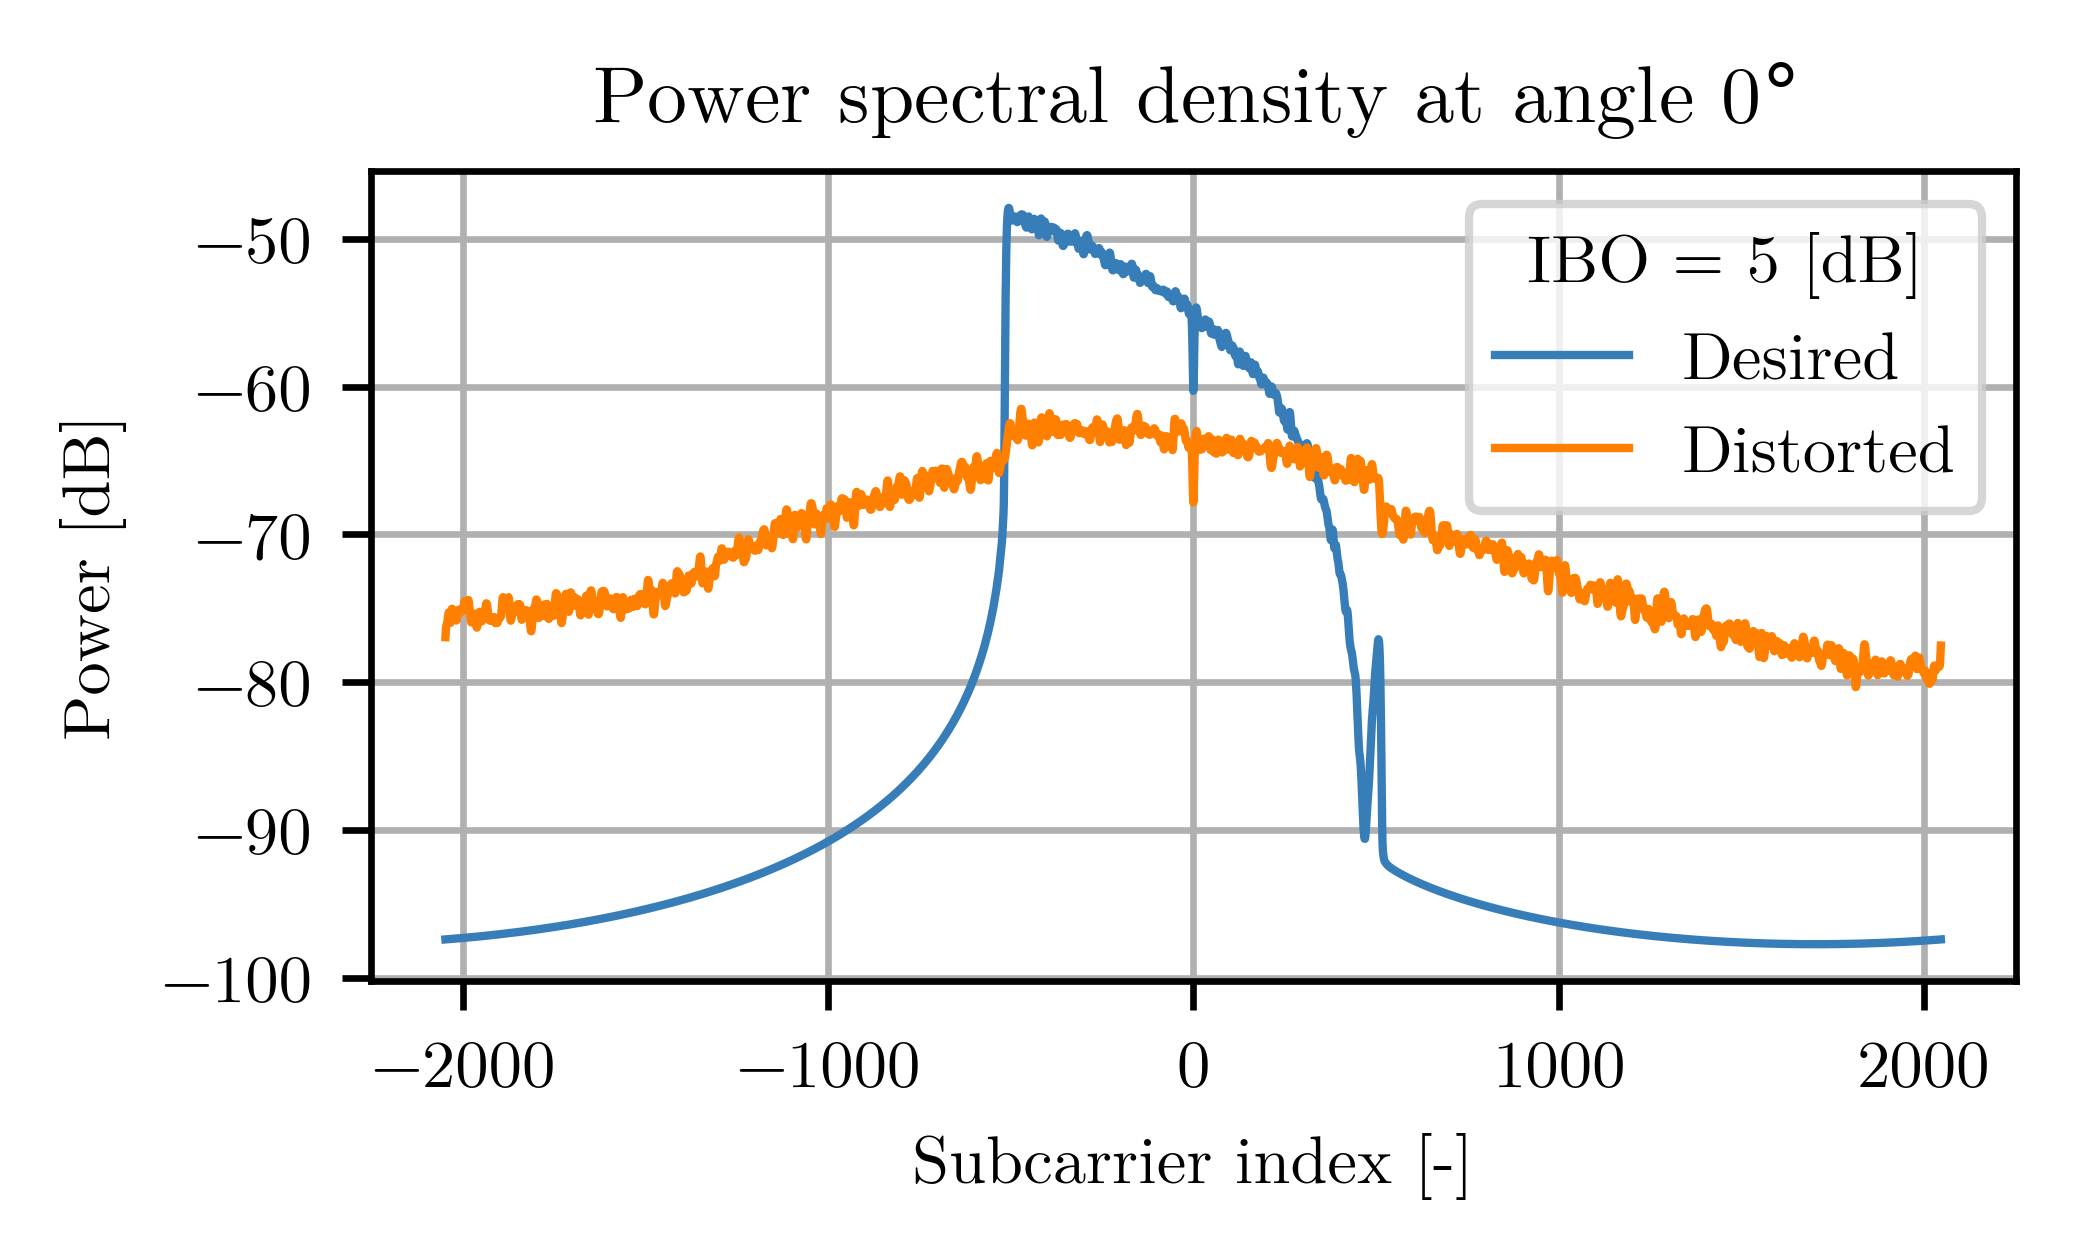 Power spectral density at angle 0°
Power [dB]
−50
−60
−70
−80
−90
−100
IBO = 5 [dB]
Desired
Distorted
−2000 −1000 0 1000 2000
Subcarrier index [-]